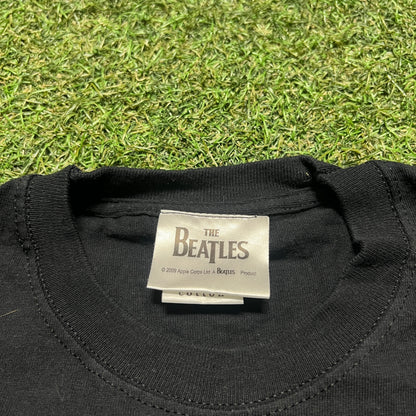 THE
BEATLES
© 2009 Apple Corps Ltd. A Beatles Product